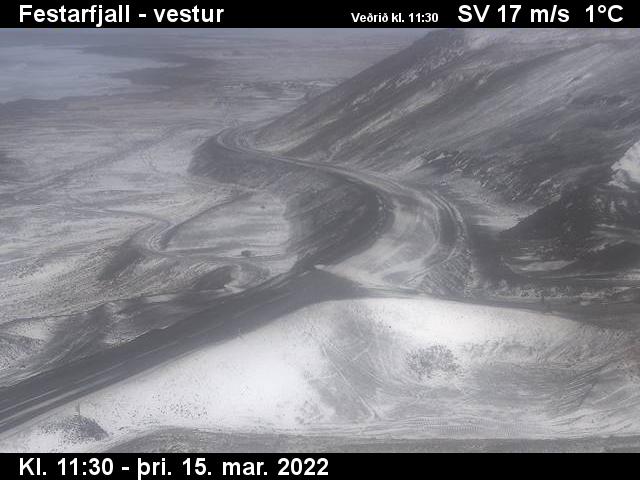 Festarfjall - vestur Veðrið kl. 11:30 SV 17 m/s 1°C
Kl. 11:30 - þri. 15. mar. 2022